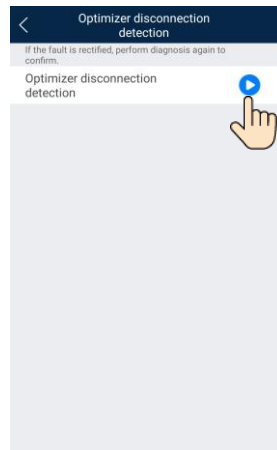 Optimizer disconnection
detection
If the fault is rectified, perform diagnosis again to
confirm.
Optimizer disconnection
detection